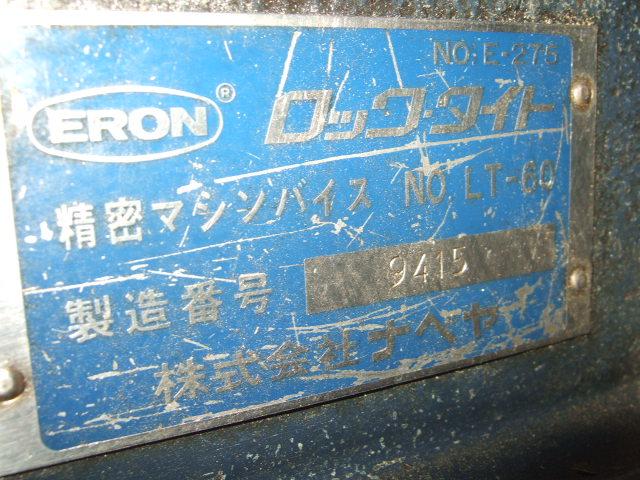 NO.E-275
ERON® ロック・タイト
精密マシンバイス NO LT-60
製造番号 9415
株式会社ナベヤ